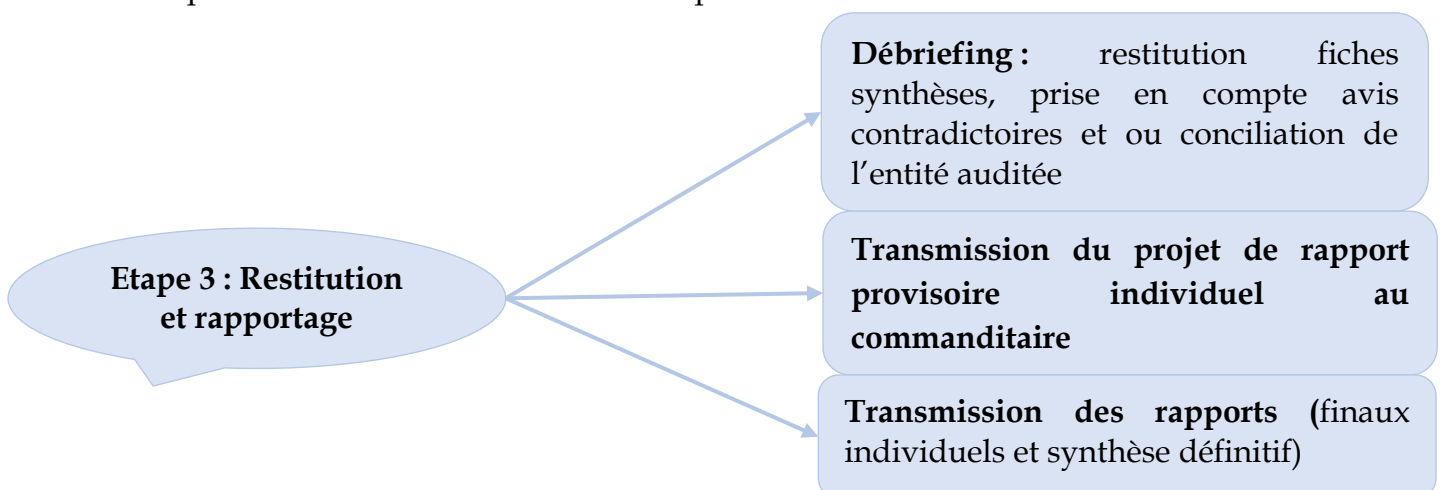 Etape 3 : Restitution
et rapportage
Débriefing : restitution fiches
synthèses, prise en compte avis
contradictoires et ou conciliation de
l’entité auditée
Transmission du projet de rapport
provisoire individuel au
commanditaire
Transmission des rapports (finaux
individuels et synthèse définitif)